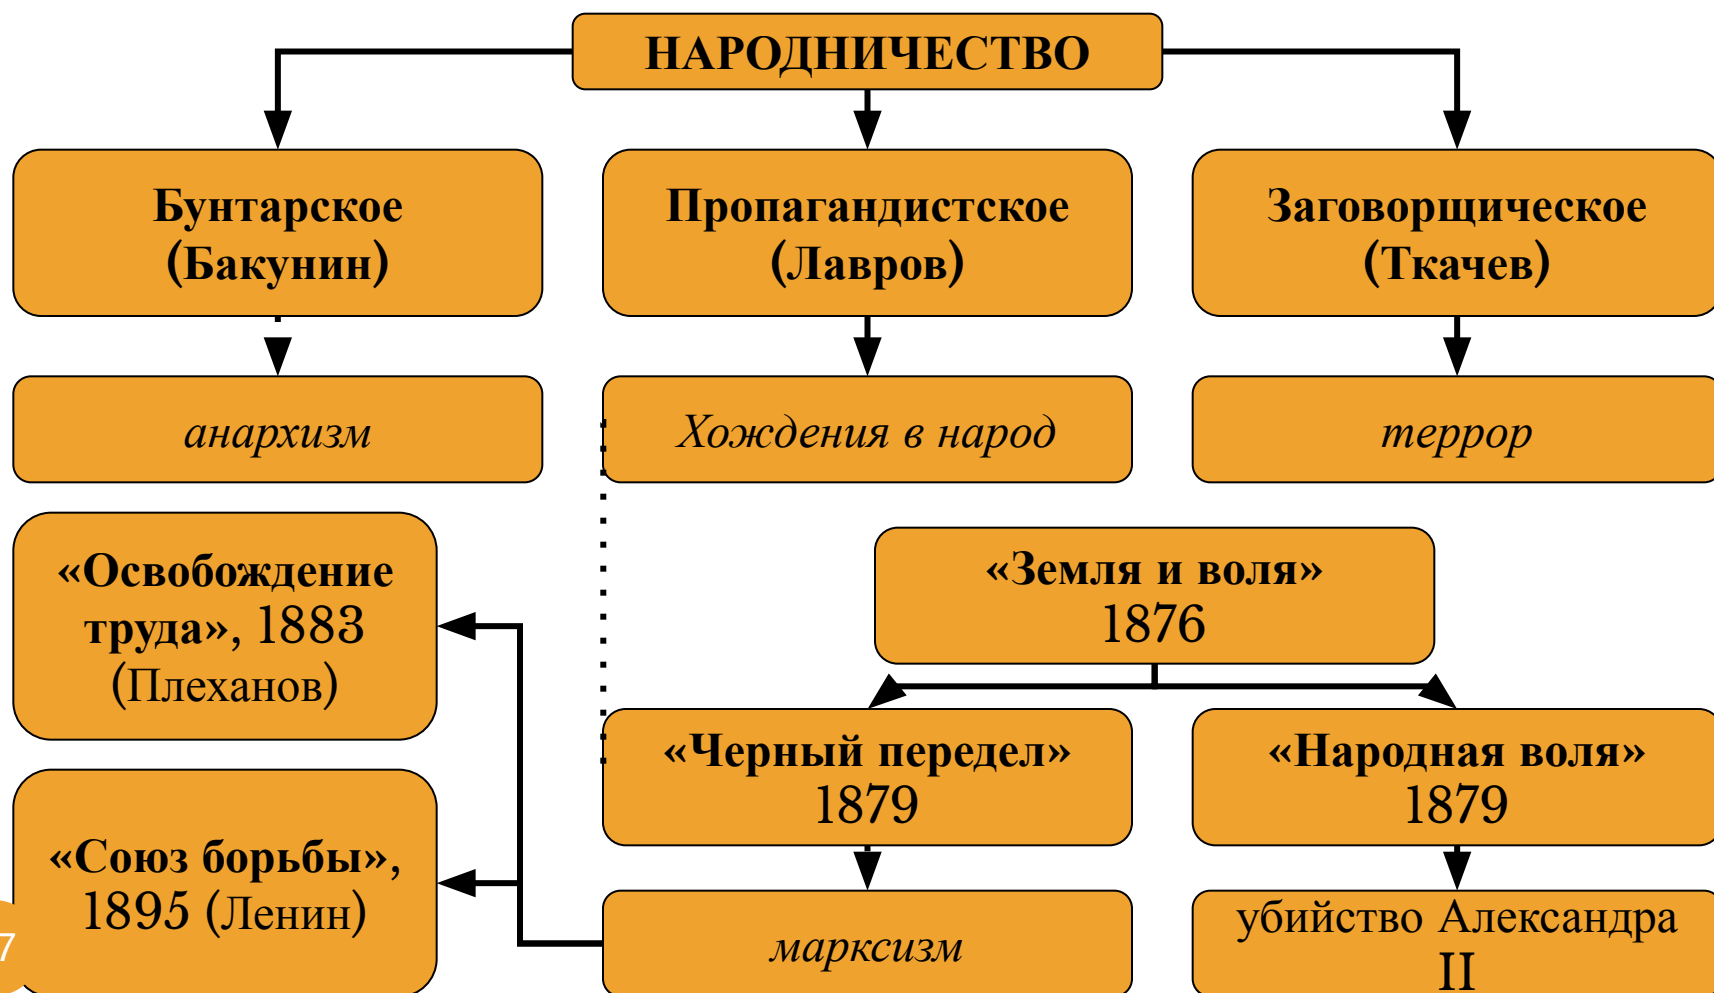 НАРОДНИЧЕСТВО
Бунтарское
(Бакунин)
Пропагандистское
(Лавров)
Заговорщическое
(Ткачев)
анархизм
Хождения в народ
террор
«Освобождение
труда», 1883
(Плеханов)
«Земля и воля»
1876
«Черный передел»
1879
«Народная воля»
1879
«Союз борьбы»,
1895 (Ленин)
марксизм
убийство Александра
II
7